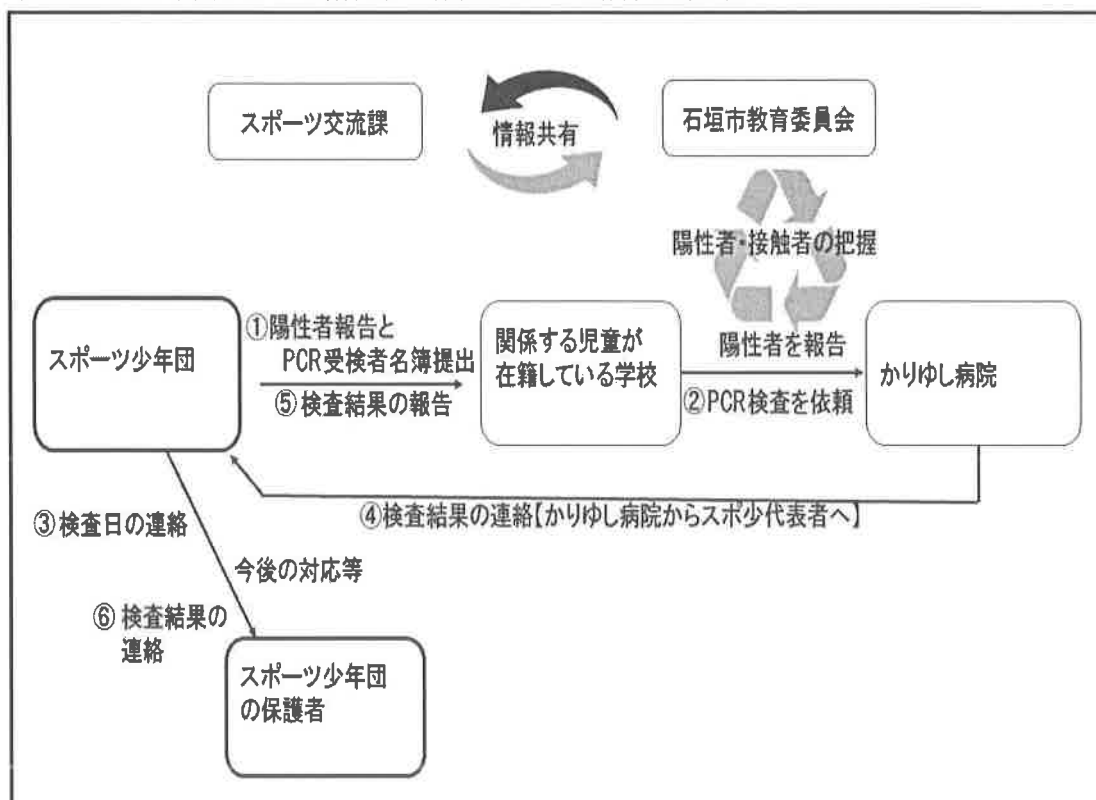 スポーツ交流課
情報共有
石垣市教育委員会
陽性者・接触者の把握
スポーツ少年団
①陽性者報告と
PCR受検者名簿提出
⑤検査結果の報告
関係する児童が
在籍している学校
陽性者を報告
②PCR検査を依頼
かりゆし病院
④検査結果の連絡【かりゆし病院からスポ少代表者へ】
③検査日の連絡
今後の対応等
⑥検査結果の
連絡
スポーツ少年団
の保護者